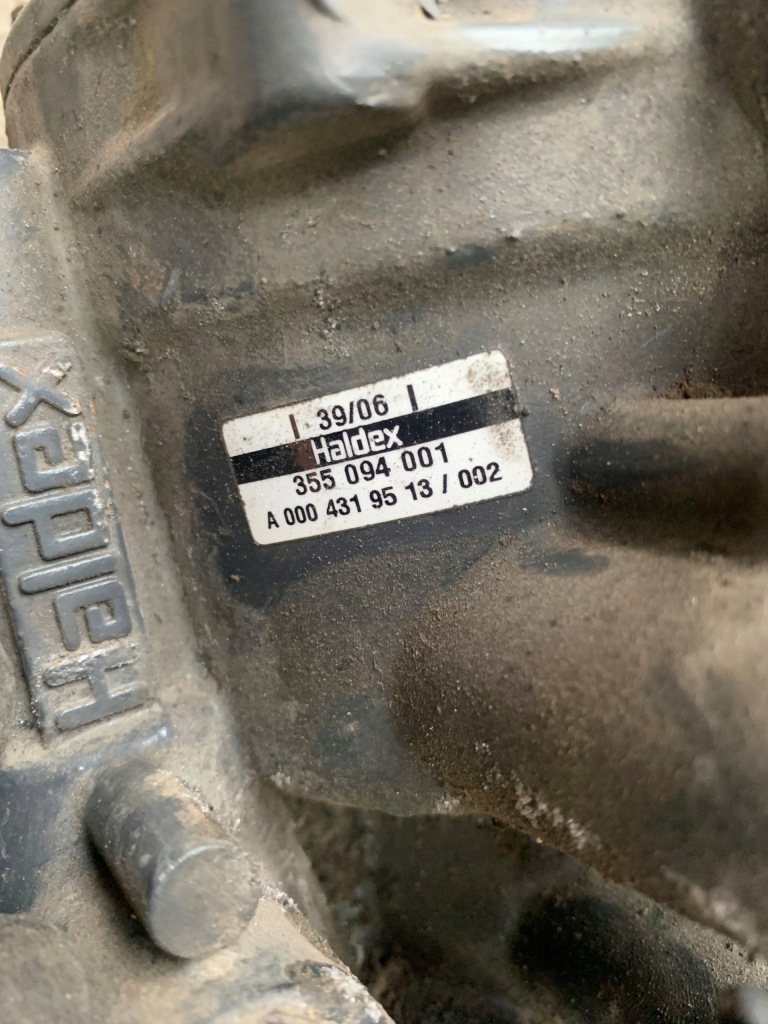 39/06
Haldex
355 094 001
A 000 431 95 13 / 002
Haldex